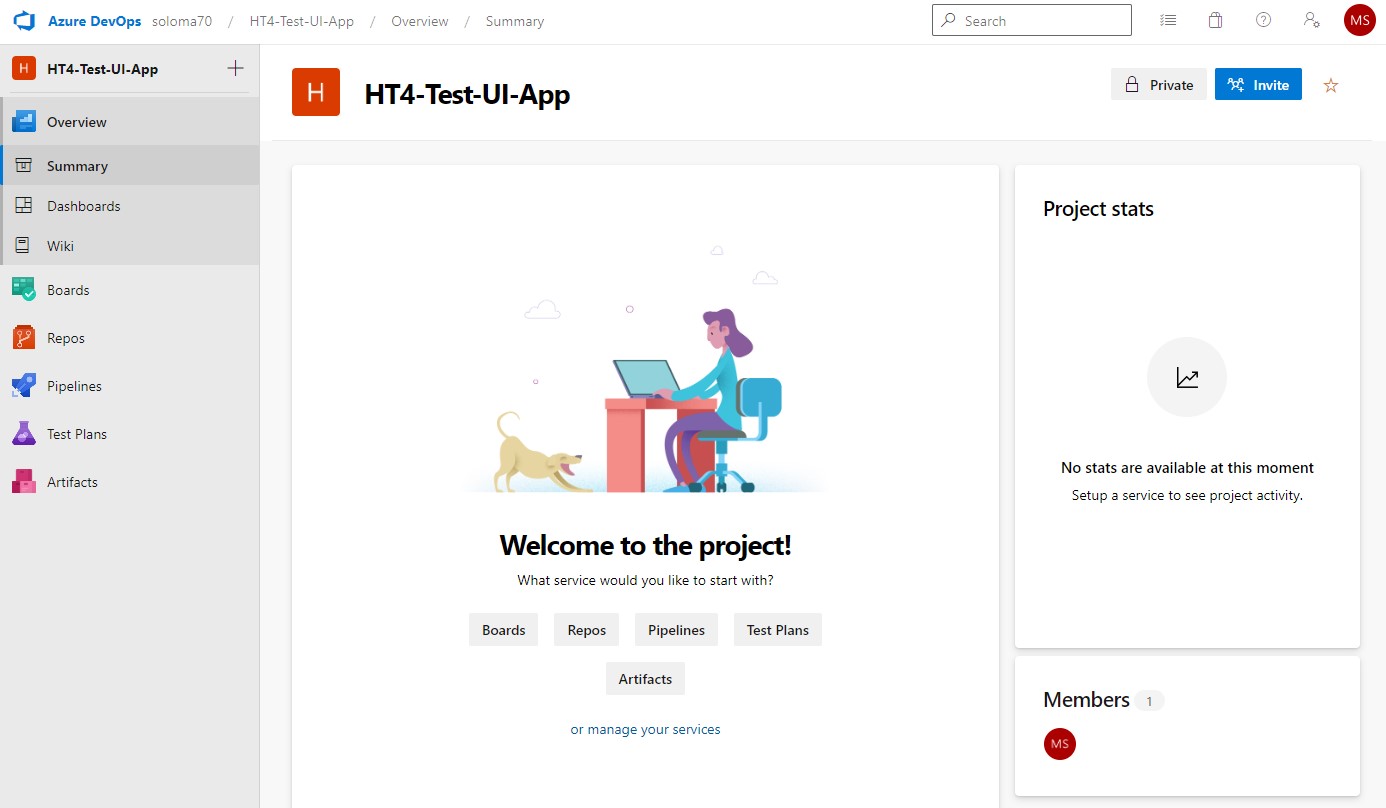 Azure DevOps soloma70 / HT4-Test-UI-App / Overview / Summary
Search
MS
H HT4-Test-UI-App
Overview
Summary
Dashboards
Wiki
Boards
Repos
Pipelines
Test Plans
Artifacts
H HT4-Test-UI-App
Private
Invite
Welcome to the project!
What service would you like to start with?
Boards Repos Pipelines Test Plans
Artifacts
or manage your services
Project stats
No stats are available at this moment
Setup a service to see project activity.
Members 1
MS